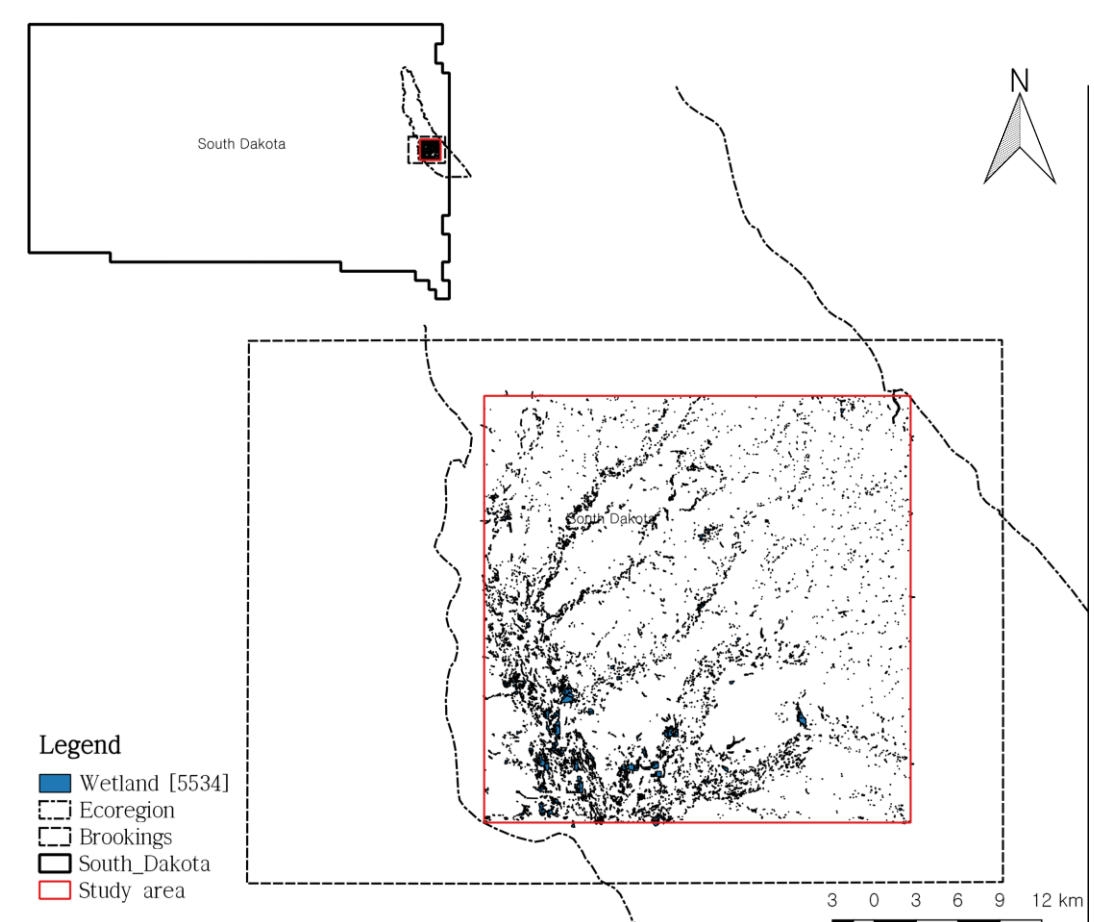 South Dakota
N
South Dakota
Legend
Wetland [5534]
Ecoregion
Brookings
South_Dakota
Study area
3 0 3 6 9 12 km